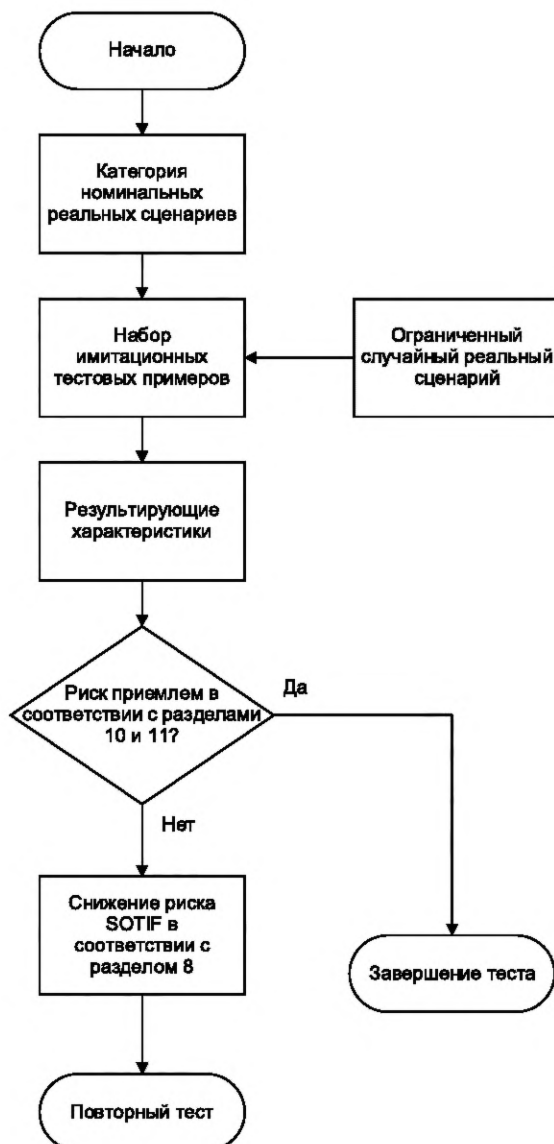 Начало
Категория
номинальных
реальных сценариев
Набор
имитационных
тестовых примеров
Ограниченный
случайный реальный
сценарий
Результирующие
характеристики
Риск приемлем в
соответствии с разделами
10 и 11?
Да
Нет
Снижение риска
SOTIF в
соответствии с
разделом 8
Завершение теста
Повторный тест